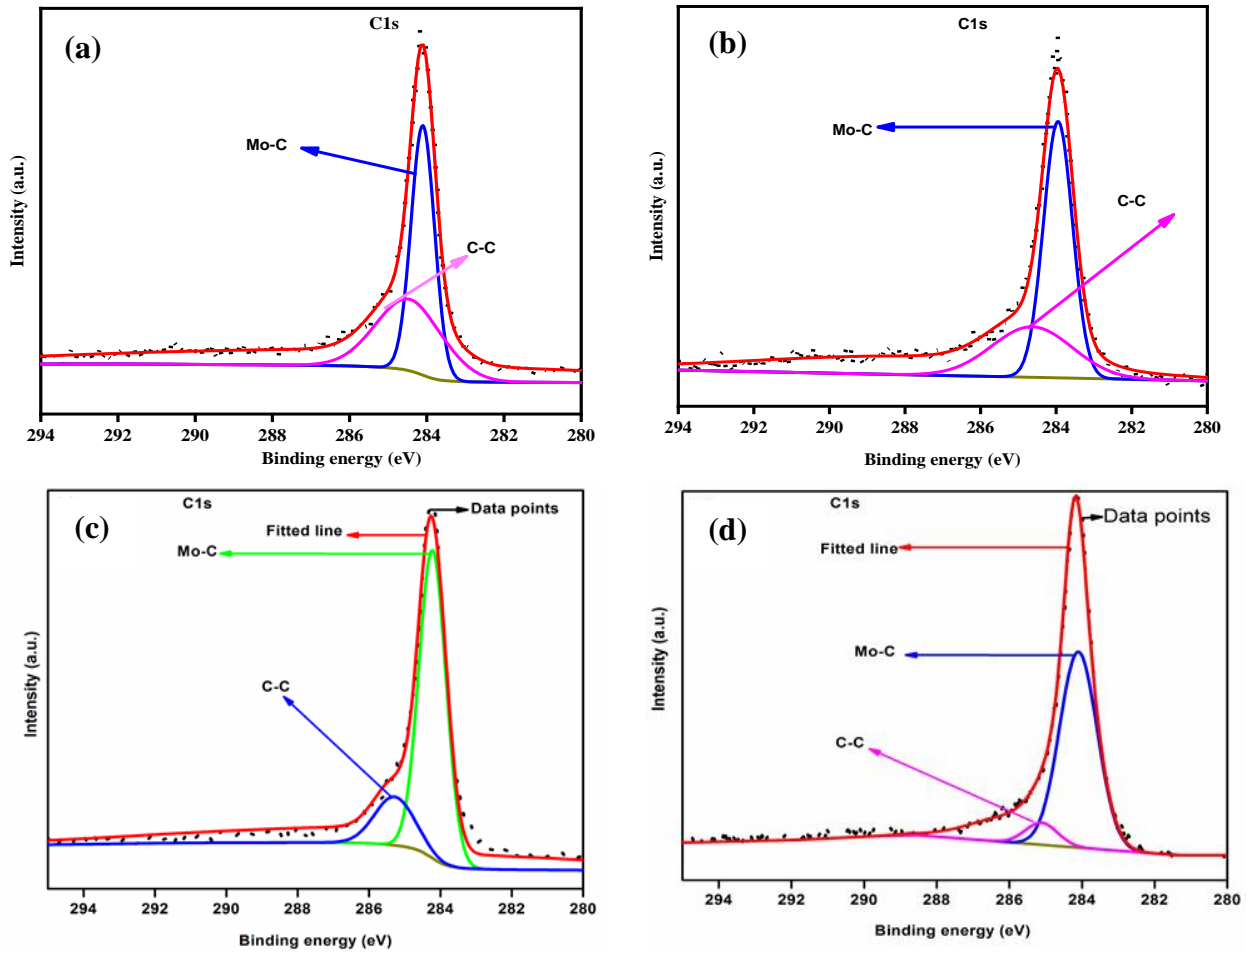 (a)
C1s
Mo-C
C-C
Intensity (a.u.)
294 292 290 288 286 284 282 280
Binding energy (eV)
(b)
C1s
Mo-C
C-C
Intensity (a.u.)
294 292 290 288 286 284 282 280
Binding energy (eV)
(c)
C1s
Data points
Fitted line
Mo-C
C-C
Intensity (a.u.)
294 292 290 288 286 284 282 280
Binding energy (eV)
(d)
C1s
Data points
Fitted line
Mo-C
C-C
Intensity (a.u.)
294 292 290 288 286 284 282 280
Binding energy (eV)